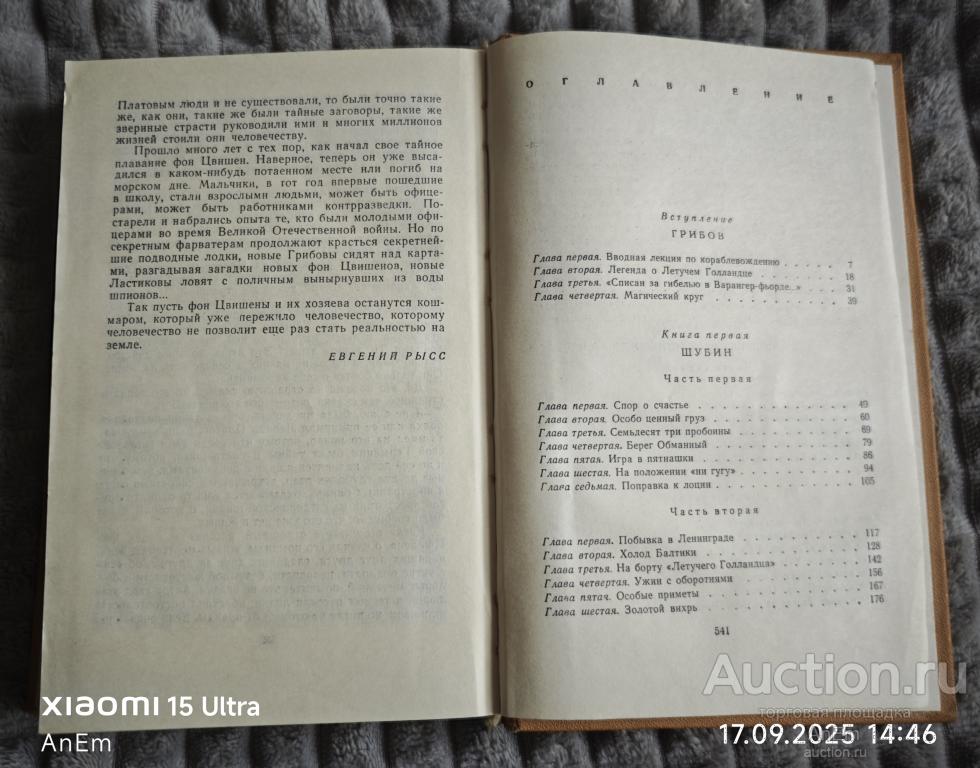 Платовым люди и не существовали, то были точно такие
же, как они, такие же были тайные заговоры, такие же
звериные страсти руководили ими и многих миллионов
жизней стоили они человечеству.
Прошло много лет с тех пор, как начал свое тайное
плавание фон Цвишен. Наверное, теперь он уже выса-
дился в каком-нибудь потаенном месте или погиб на
морском дне. Мальчики, в тот год впервые пошедшие
в школу, стали взрослыми людьми, может быть офице-
рами, может быть работниками контрразведки. По-
старели и набрались опыта те, кто были молодыми офи-
церами во время Великой Отечественной войны. Но по
секретным фарватерам продолжают красться секретней-
шие подводные лодки, новые Грибовы сидят над карта-
ми, разгадывая загадки новых фон Цвишенов, новые
Ластиковы ловят с поличным вынырнувших из воды
шпионов...
Так пусть фон Цвишены и их хозяева останутся кош-
маром, который уже пережило человечество, которому
человечество не позволит еще раз стать реальностью на
земле.
ЕВГЕНИЙ РЫСС
ОГЛАВЛЕНИЕ
Вступление
ГРИБОВ
Глава первая. Вводная лекция по кораблевождению . . . . . 7
Глава вторая. Легенда о Летучем Голландце . . . . . . . 18
Глава третья. «Списан за гибелью в Варангер-фьорде...» . . . 31
Глава четвертая. Магический круг . . . . . . . . . . 39
Книга первая
ШУБИН
Часть первая
Глава первая. Спор о счастье . . . . . . . . . . . 49
Глава вторая. Особо ценный груз . . . . . . . . . . 60
Глава третья. Семьдесят три пробоины . . . . . . . . 69
Глава четвертая. Берег Обманный . . . . . . . . . . 79
Глава пятая. Игра в пятнашки . . . . . . . . . . . 86
Глава шестая. На положении «ни гугу» . . . . . . . . 94
Глава седьмая. Поправка к лоции . . . . . . . . . . 105
Часть вторая
Глава первая. Побывка в Ленинграде . . . . . . . . . 117
Глава вторая. Холод Балтики . . . . . . . . . . . 128
Глава третья. На борту «Летучего Голландца» . . . . . . 142
Глава четвертая. Ужин с оборотнями . . . . . . . . . 156
Глава пятая. Особые приметы . . . . . . . . . . . 167
Глава шестая. Золотой вихрь . . . . . . . . . . . 176
541
Auction.ru
торговая площадка
XIAOMI 15 Ultra
AnEm
17.09.2025 14:46
AnEm
auction.ru